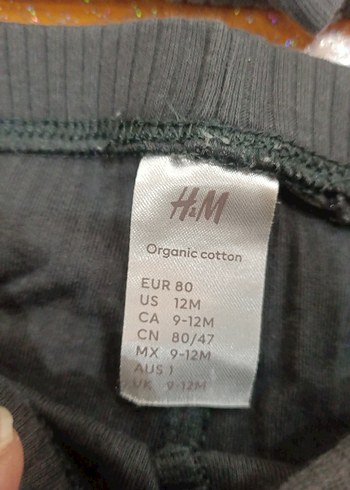 H&M
Organic cotton
EUR 80
US 12M
CA 9-12M
CN 80/47
MX 9-12M
AUS 1
UK 9-12M